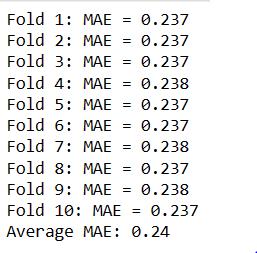 Fold 1: MAE = 0.237
Fold 2: MAE = 0.237
Fold 3: MAE = 0.237
Fold 4: MAE = 0.238
Fold 5: MAE = 0.237
Fold 6: MAE = 0.237
Fold 7: MAE = 0.238
Fold 8: MAE = 0.237
Fold 9: MAE = 0.238
Fold 10: MAE = 0.237
Average MAE: 0.24